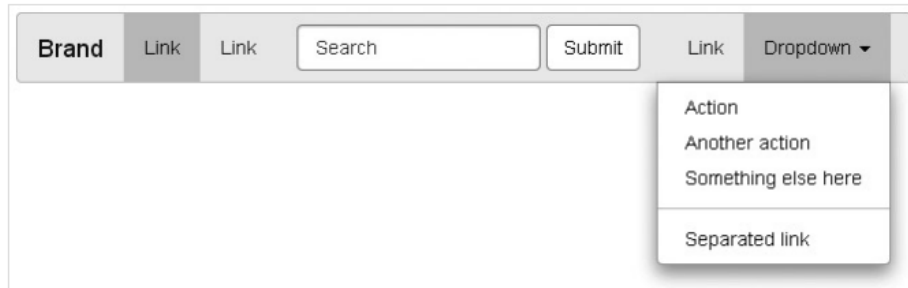 Brand Link Link Search Submit Link Dropdown
Action
Another action
Something else here
Separated link